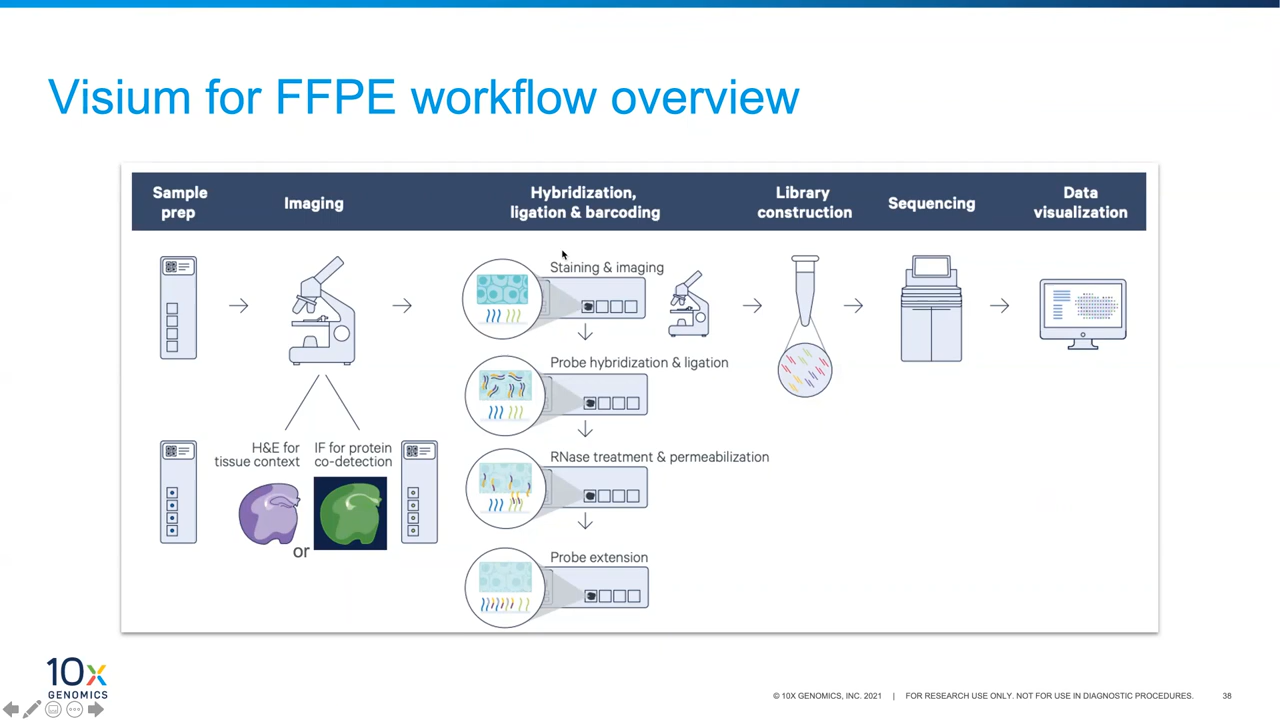 Visium for FFPE workflow overview
Sample
prep
Imaging
Hybridization,
ligation & barcoding
Library
construction
Sequencing
Data
visualization
Staining & imaging
Probe hybridization & ligation
H&E for
tissue context
IF for protein
co-detection
or
RNase treatment & permeabilization
Probe extension
10x
GENOMICS
© 10X GENOMICS, INC. 2021 | FOR RESEARCH USE ONLY. NOT FOR USE IN DIAGNOSTIC PROCEDURES. 38